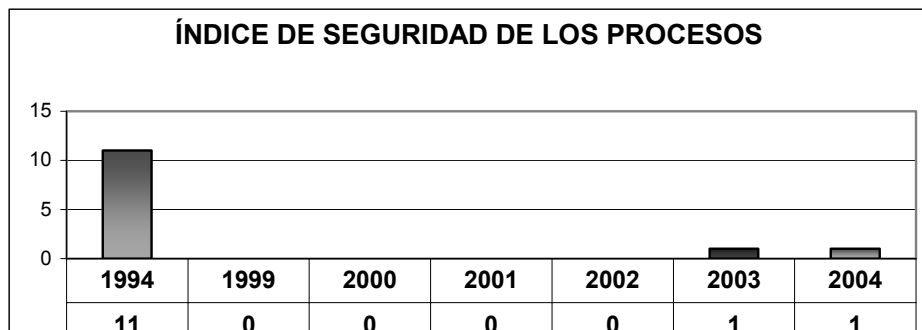 ÍNDICE DE SEGURIDAD DE LOS PROCESOS
15
10
5
0
1994 1999 2000 2001 2002 2003 2004
11 0 0 0 0 1 1